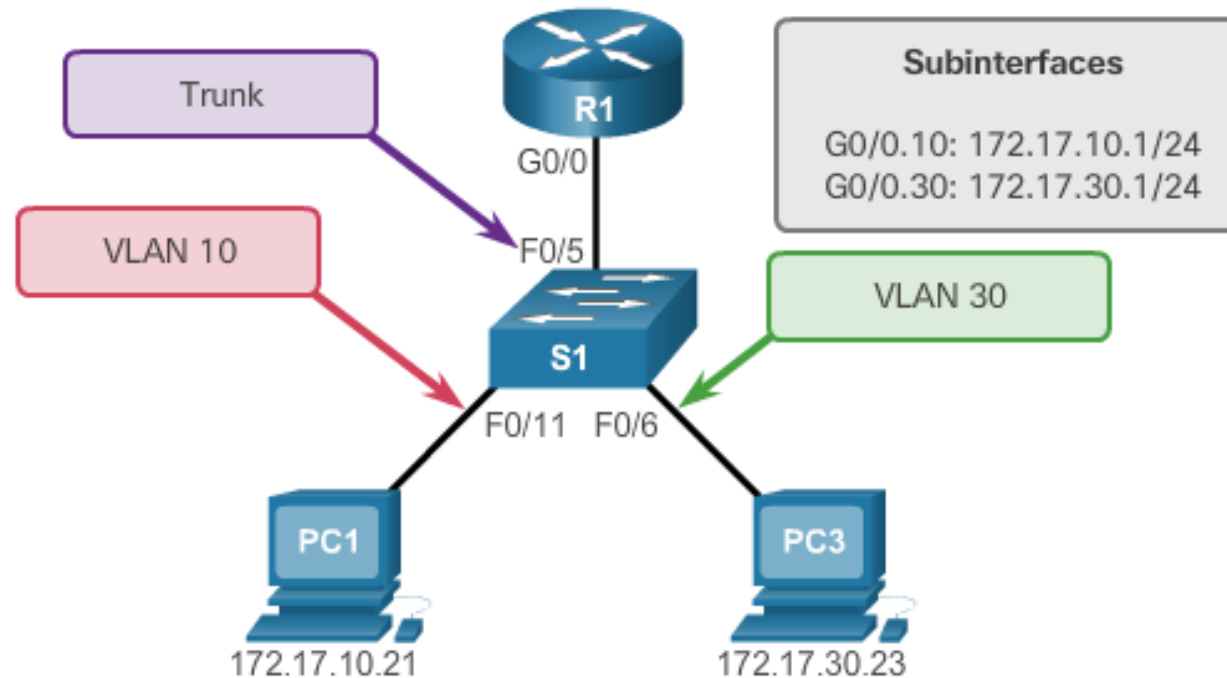 Trunk
R1
Subinterfaces
G0/0.10: 172.17.10.1/24
G0/0.30: 172.17.30.1/24
G0/0
VLAN 10
F0/5
VLAN 30
S1
F0/11
F0/6
PC1
PC3
172.17.10.21
172.17.30.23